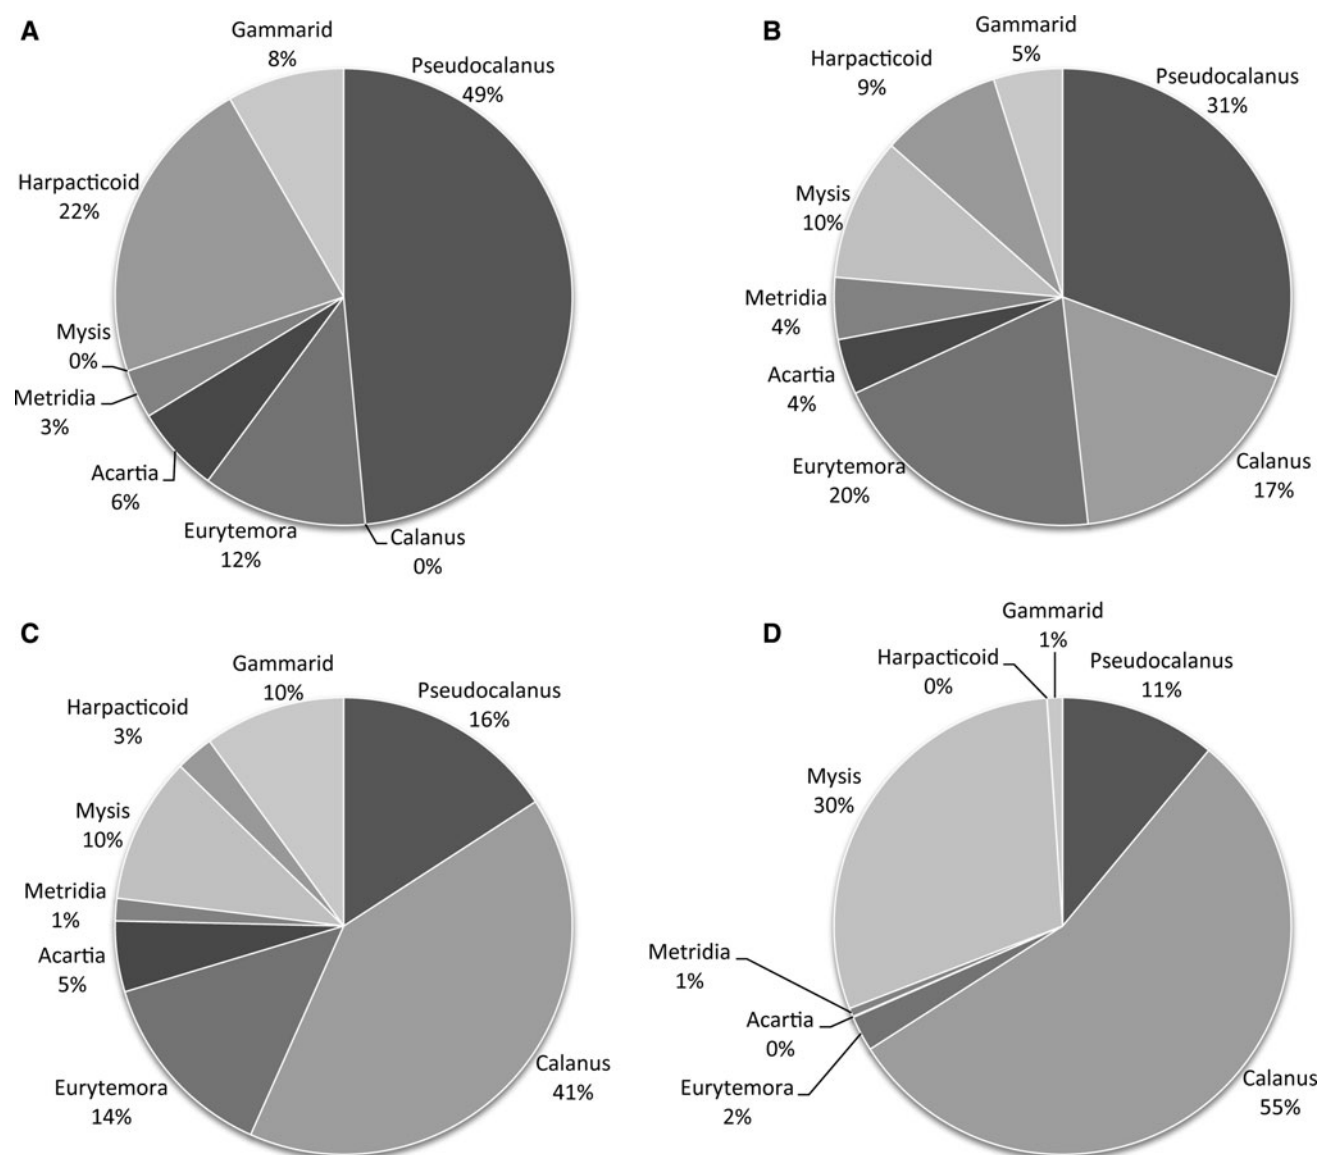 A
Gammarid
8%
Pseudocalanus
49%
Harpacticoid
22%
Mysis
0%
Metridia
3%
Acartia
6%
Eurytemora
12%
Calanus
0%
B
Gammarid
5%
Harpacticoid
9%
Pseudocalanus
31%
Mysis
10%
Metridia
4%
Acartia
4%
Eurytemora
20%
Calanus
17%
C
Gammarid
10%
Pseudocalanus
16%
Harpacticoid
3%
Mysis
10%
Metridia
1%
Acartia
5%
Eurytemora
14%
Calanus
41%
D
Gammarid
1%
Harpacticoid
0%
Pseudocalanus
11%
Mysis
30%
Metridia
1%
Acartia
0%
Eurytemora
2%
Calanus
55%